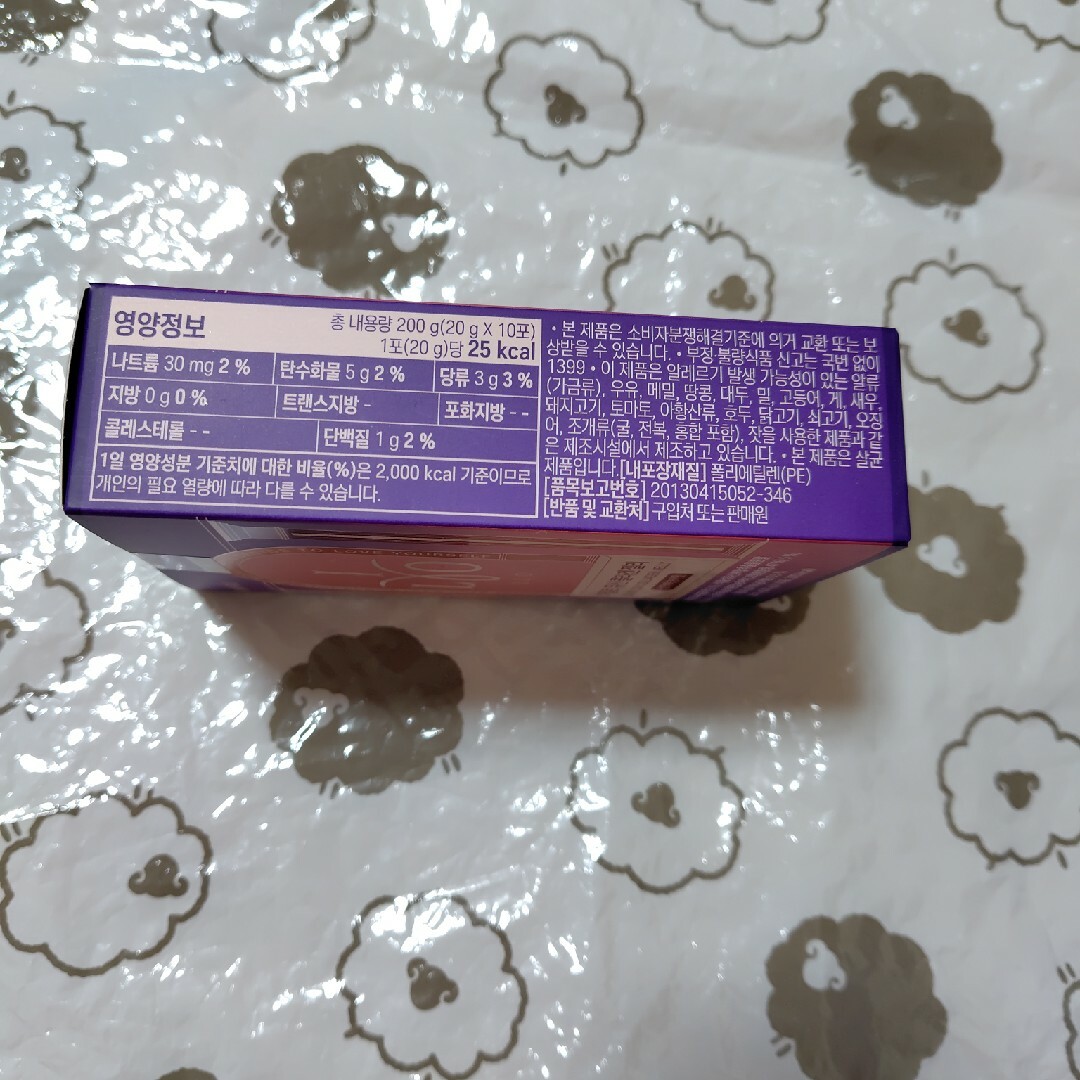 영양정보
총 내용량 200 g(20 g X 10포)
1포(20 g)당 25 kcal
나트륨 30 mg 2 % 탄수화물 5 g 2 % 당류 3 g 3 %
지방 0 g 0 % 트랜스지방 - 포화지방 - -
콜레스테롤 - - 단백질 1 g 2 %
1일 영양성분 기준치에 대한 비율(%)은 2,000 kcal 기준이므로
개인의 필요 열량에 따라 다를 수 있습니다.
• 본 제품은 소비자분쟁해결기준에 의거 교환 또는 보
상받을 수 있습니다. • 부정·불량식품 신고는 국번 없이
1399 • 이 제품은 알레르기 발생 가능성이 있는 알류
(가금류), 우유, 메밀, 땅콩, 대두, 밀, 고등어, 게, 새우,
돼지고기, 토마토, 아황산류, 호두, 닭고기, 쇠고기, 오징
어, 조개류(굴, 전복, 홍합 포함), 잣을 사용한 제품과 같
은 제조시설에서 제조하고 있습니다. • 본 제품은 살균
제품입니다.[내포장재질] 폴리에틸렌(PE)
[품목보고번호] 20130415052-346
[반품 및 교환처] 구입처 또는 판매원